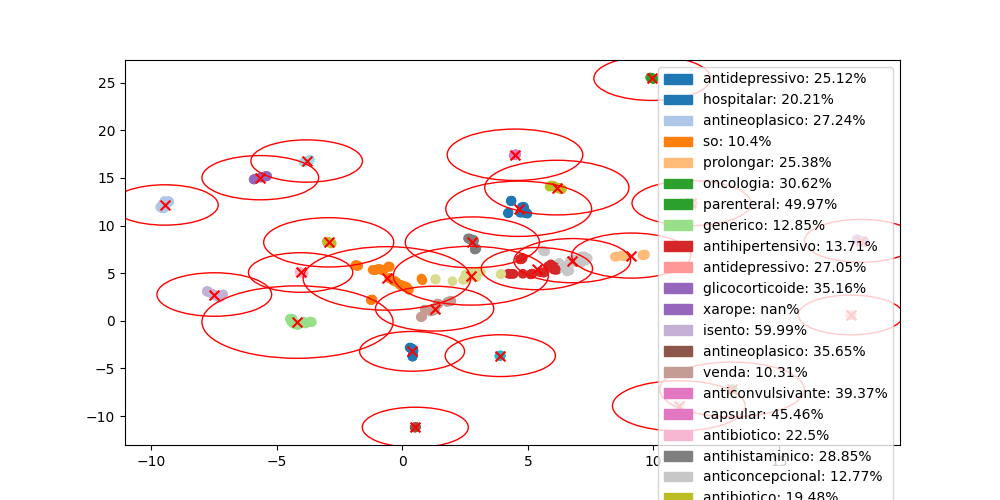 25
20
15
10
5
0
−5
−10
−10
−5
0
5
10
15
antidepressivo: 25.12%
hospitalar: 20.21%
antineoplasico: 27.24%
so: 10.4%
prolongar: 25.38%
oncologia: 30.62%
parenteral: 49.97%
generico: 12.85%
antihipertensivo: 13.71%
antidepressivo: 27.05%
glicocorticoide: 35.16%
xarope: nan%
isento: 59.99%
antineoplasico: 35.65%
venda: 10.31%
anticonvulsivante: 39.37%
capsular: 45.46%
antibiotico: 22.5%
antihistaminico: 28.85%
anticoncepcional: 12.77%
antibiotico: 19.48%